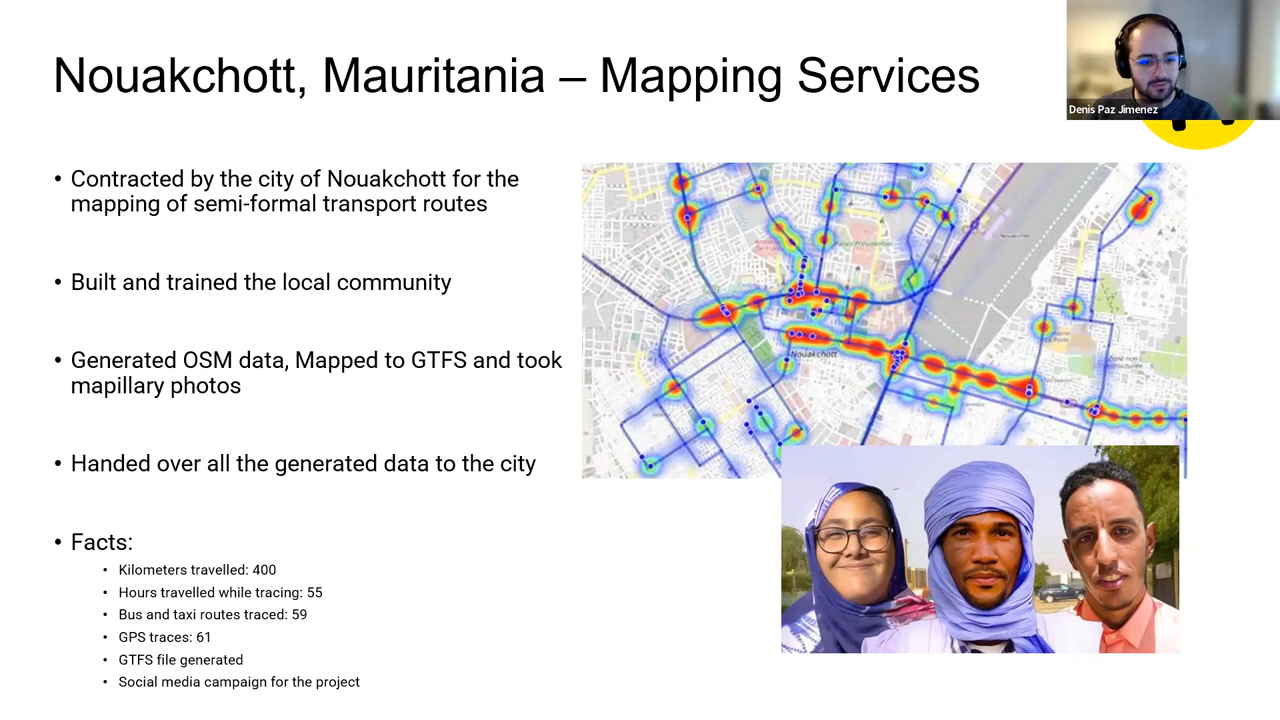 Nouakchott, Mauritania – Mapping Services
Denis Paz Jimenez
• Contracted by the city of Nouakchott for the
mapping of semi-formal transport routes
• Built and trained the local community
• Generated OSM data, Mapped to GTFS and took
mapillary photos
• Handed over all the generated data to the city
• Facts:
• Kilometers travelled: 400
• Hours travelled while tracing: 55
• Bus and taxi routes traced: 59
• GPS traces: 61
• GTFS file generated
• Social media campaign for the project
Nouakchott
Nouakchott